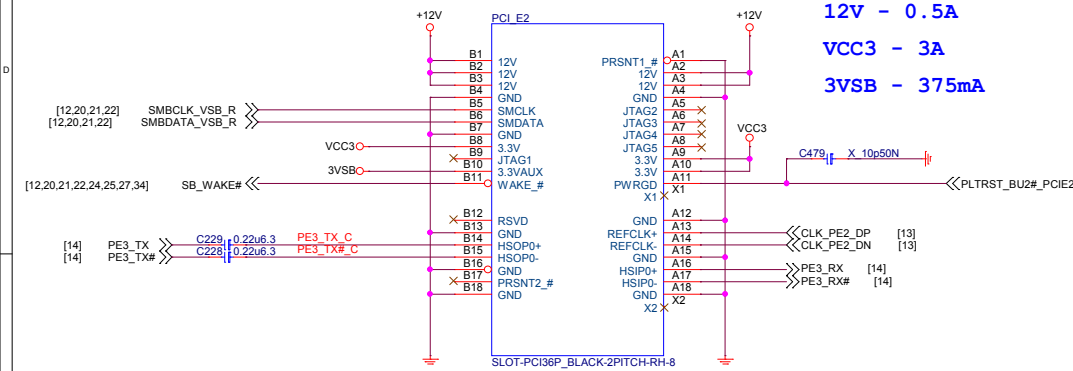 +12V
PCI_E2
+12V
12V - 0.5A
VCC3 - 3A
3VSB - 375mA
D
B1 12V PRSNT1_# A1
B2 12V 12V A2
B3 12V 12V A3
B4 GND GND A4
[12,20,21,22] SMBCLK_VSB_R B5 SMCLK JTAG2 A5
[12,20,21,22] SMBDATA_VSB_R B6 SMDATA JTAG3 A6
B7 GND JTAG4 A7
VCC3 B8 3.3V JTAG5 A8
VCC3
B9 JTAG1 3.3V A9
C479 X_10p50N
3VSB B10 3.3VAUX 3.3V A10
[12,20,21,22,24,25,27,34] SB_WAKE# B11 WAKE_# PWRGD A11 PLTRST_BU2#_PCIE2
X1 X1
B12 RSVD GND A12
B13 GND REFCLK+ A13 CLK_PE2_DP [13]
[14] PE3_TX C229 0.22u6.3 PE3_TX_C B14 HSOP0+ REFCLK- A14 CLK_PE2_DN [13]
[14] PE3_TX# C228 0.22u6.3 PE3_TX#_C B15 HSOP0- GND A15
B16 GND HSIP0+ A16 PE3_RX [14]
B17 PRSNT2_# HSIP0- A17 PE3_RX# [14]
B18 GND GND A18
X2 X2
SLOT-PCI36P_BLACK-2PITCH-RH-8